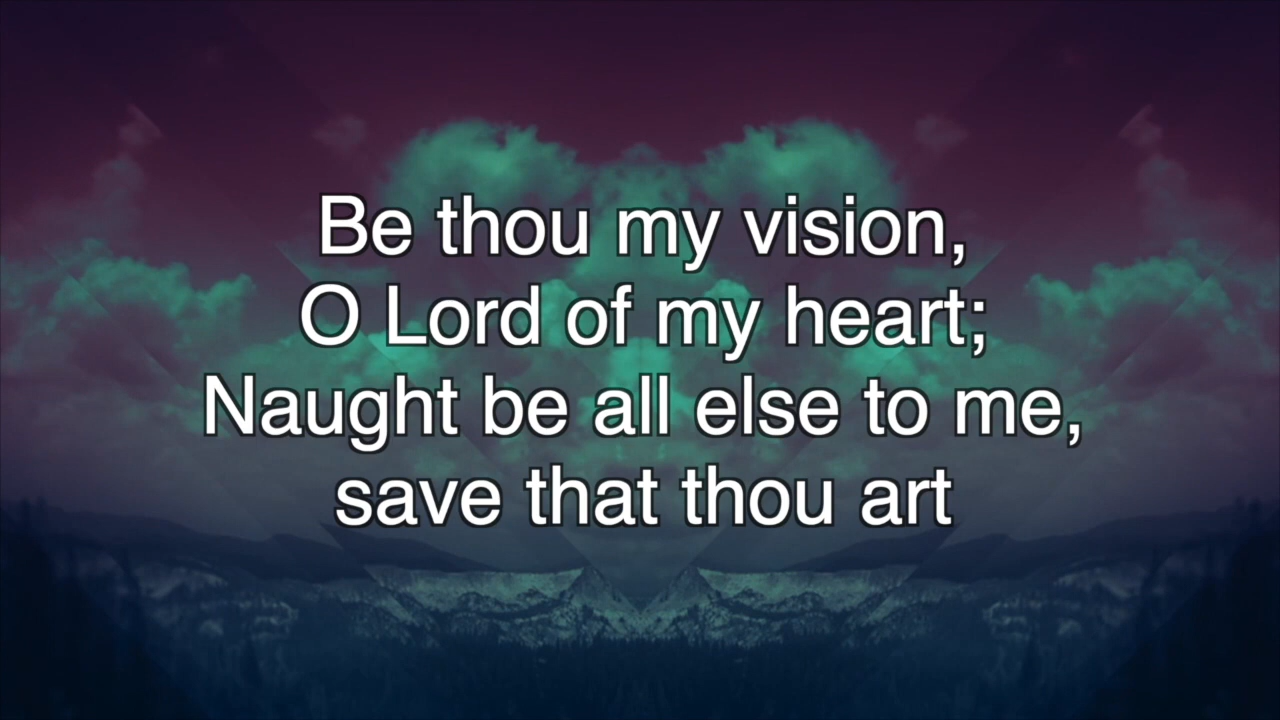 Be thou my vision,
O Lord of my heart;
Naught be all else to me,
save that thou art